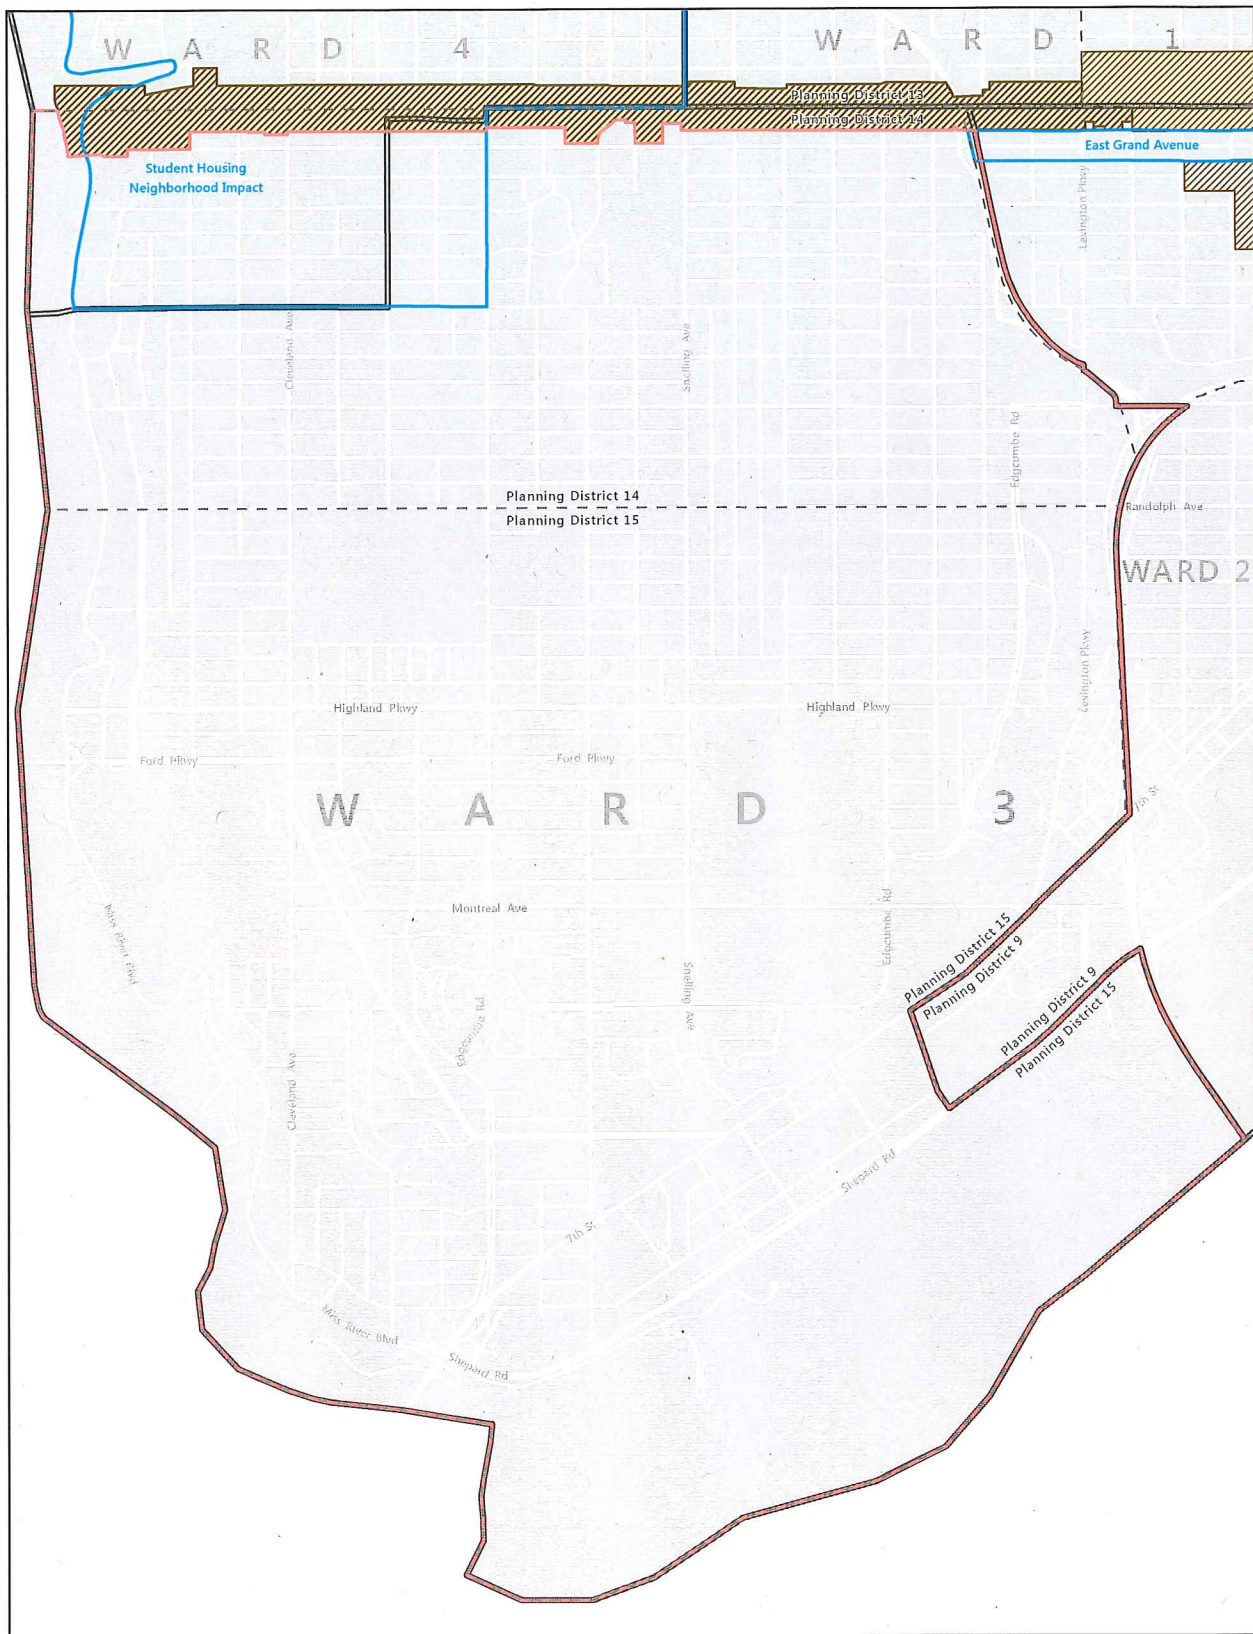 WARD 4
WARD 1
Planning District 13
Planning District 14
East Grand Avenue
Student Housing
Neighborhood Impact
Lexington Pkwy
Cleveland Ave
Snelling Ave
Edgcumbe Rd
Planning District 14
Planning District 15
Randolph Ave
WARD 2
Lexington Pkwy
Highland Pkwy
Highland Pkwy
Ford Pkwy
Ford Pkwy
WARD 3
7th St
Miss River Blvd
Montreal Ave
Edgcumbe Rd
Planning District 15
Planning District 9
Snelling Ave
Edgcumbe Rd
Planning District 9
Planning District 15
Cleveland Ave
Shepard Rd
7th St
Miss River Blvd
Shepard Rd